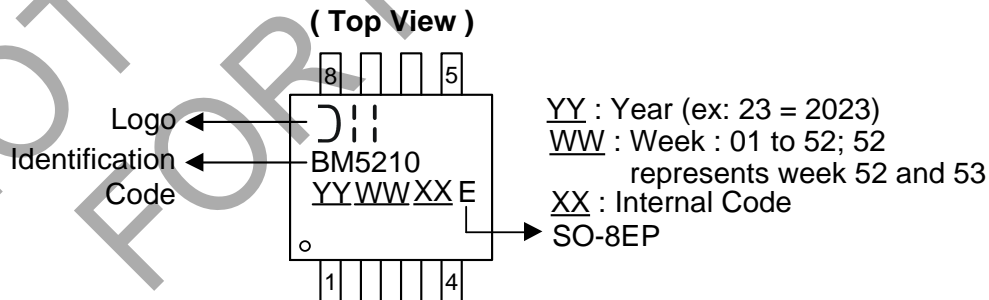 ( Top View )
8 5
Logo
Identification
Code
BM5210
YY WW XX E
1 4
YY : Year (ex: 23 = 2023)
WW : Week : 01 to 52; 52
represents week 52 and 53
XX : Internal Code
SO-8EP